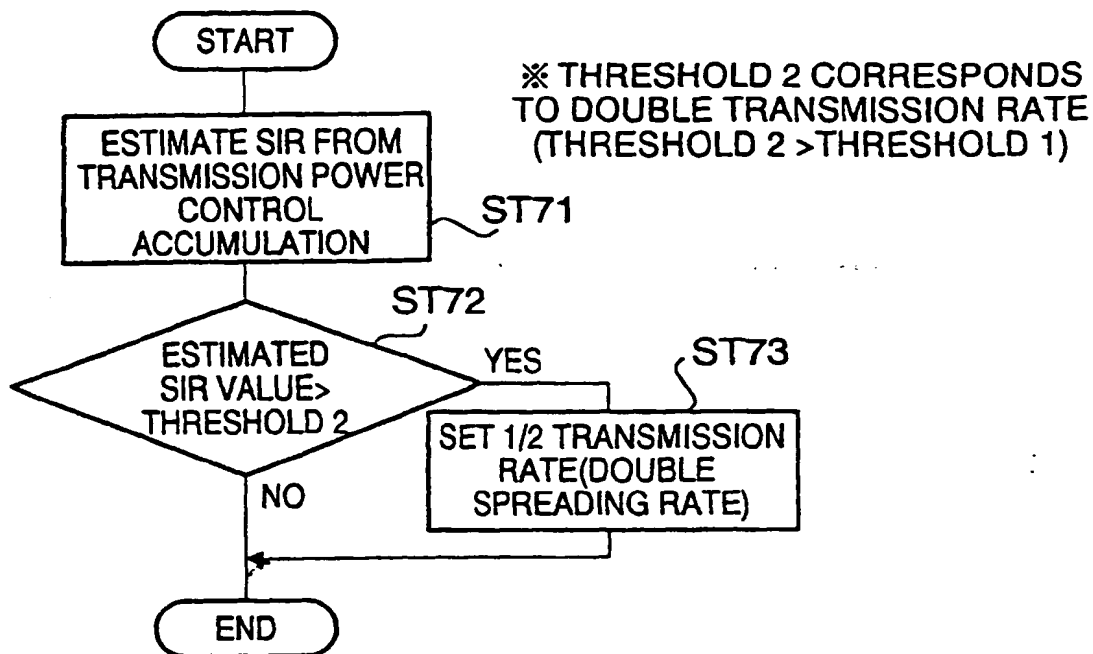 START
※ THRESHOLD 2 CORRESPONDS
TO DOUBLE TRANSMISSION RATE
(THRESHOLD 2 >THRESHOLD 1)
ESTIMATE SIR FROM
TRANSMISSION POWER
CONTROL
ACCUMULATION
ST71
ST72
ESTIMATED
SIR VALUE>
THRESHOLD 2
YES
ST73
SET 1/2 TRANSMISSION
RATE(DOUBLE
SPREADING RATE)
NO
END